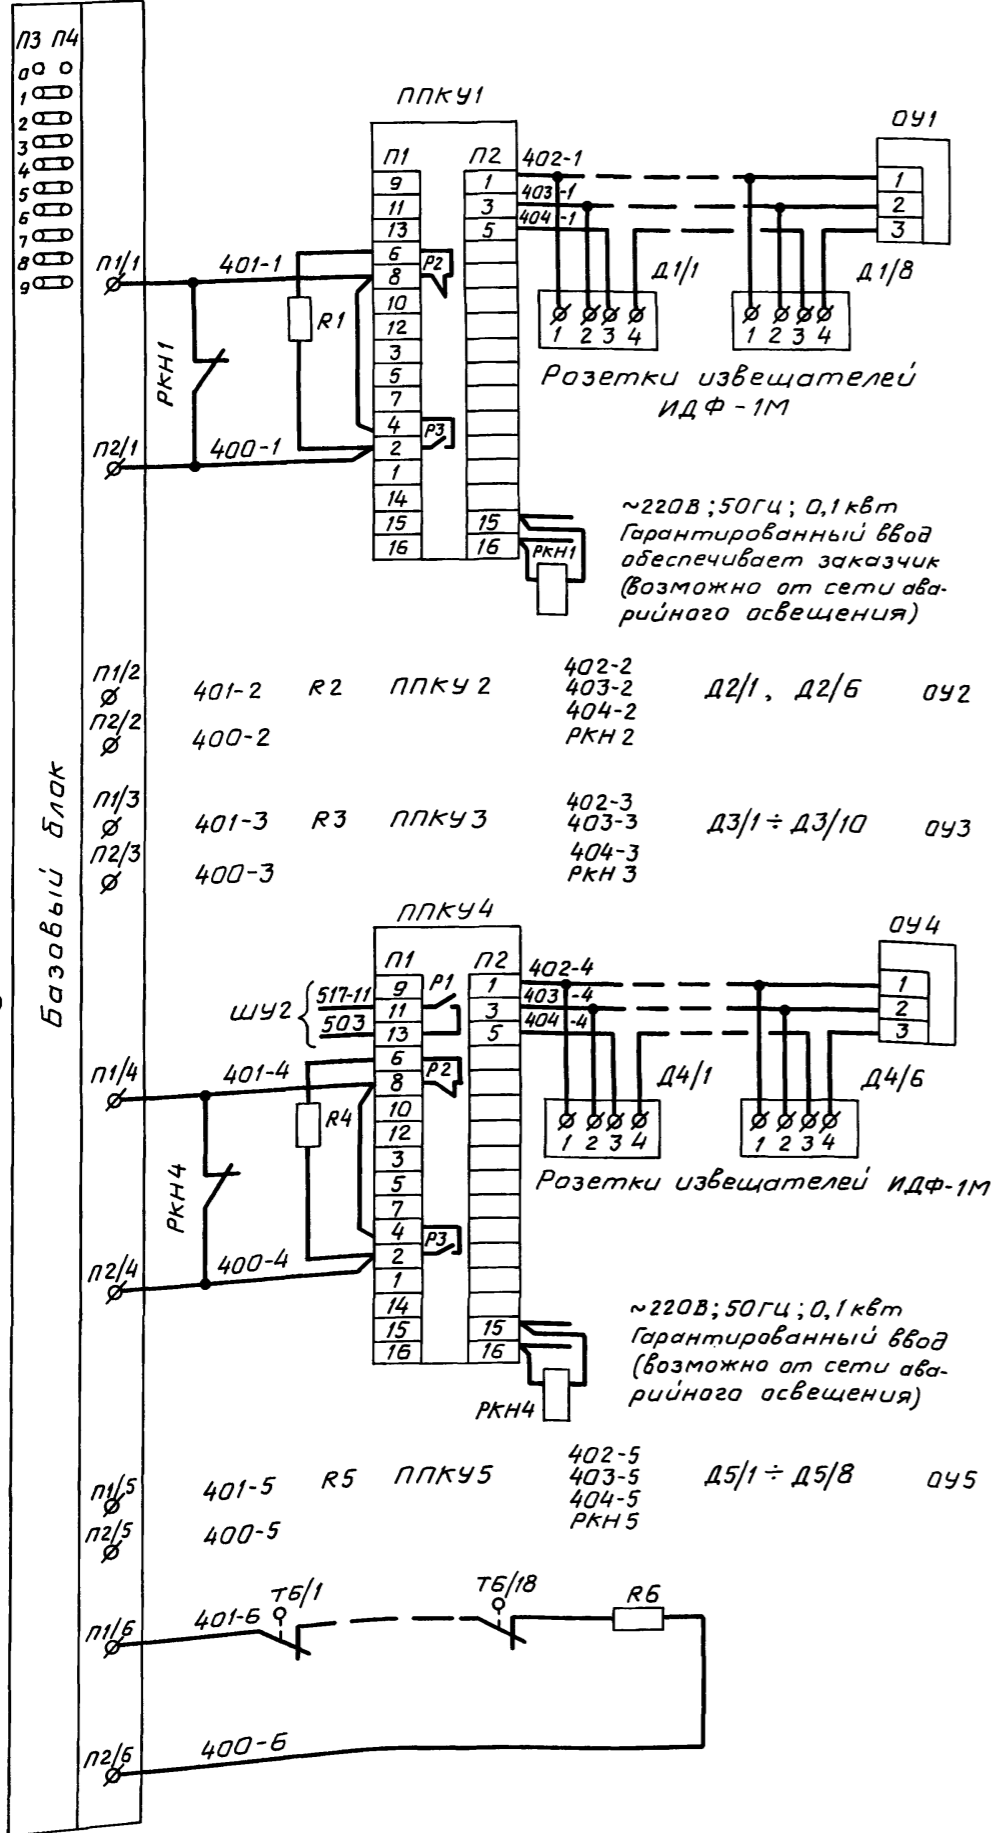 П3 П4
0
1
2
3
4
5
6
7
8
9
Базовый блок
П1/1
401-1
РКН1
R1
П2/1
400-1
ППКУ1
П1
9
11
13
6
8
10
12
3
5
7
4
2
1
14
15
16
Р2
Р3
П2
1
3
5
15
16
402-1
403-1
404-1
РКН1
ОУ1
1
2
3
Д1/1
Д1/8
1 2 3 4
1 2 3 4
Розетки извещателей
ИДФ-1М
~220В; 50Гц; 0,1квт
Гарантированный ввод
обеспечивает заказчик
(возможно от сети ава-
рийного освещения)
П1/2
401-2 R2 ППКУ2
402-2
403-2
404-2
РКН2
Д2/1, Д2/6 ОУ2
П2/2
400-2
П1/3
401-3 R3 ППКУ3
402-3
403-3
404-3
РКН3
Д3/1÷Д3/10 ОУ3
П2/3
400-3
ППКУ4
ШУ2
517-11
503
П1
9
11
13
6
8
10
12
3
5
7
4
2
1
14
15
16
Р1
Р2
Р3
П2
1
3
5
15
16
402-4
403-4
404-4
ОУ4
1
2
3
П1/4
401-4
РКН4
R4
П2/4
400-4
Д4/1
Д4/6
1 2 3 4
1 2 3 4
Розетки извещателей ИДФ-1М
~220В; 50Гц; 0,1квт
Гарантированный ввод
(возможно от сети ава-
рийного освещения)
РКН4
П1/5
401-5 R5 ППКУ5
402-5
403-5
404-5
РКН5
Д5/1÷Д5/8 ОУ5
П2/5
400-5
П1/6
401-6
Т6/1
Т6/18
R6
П2/6
400-6